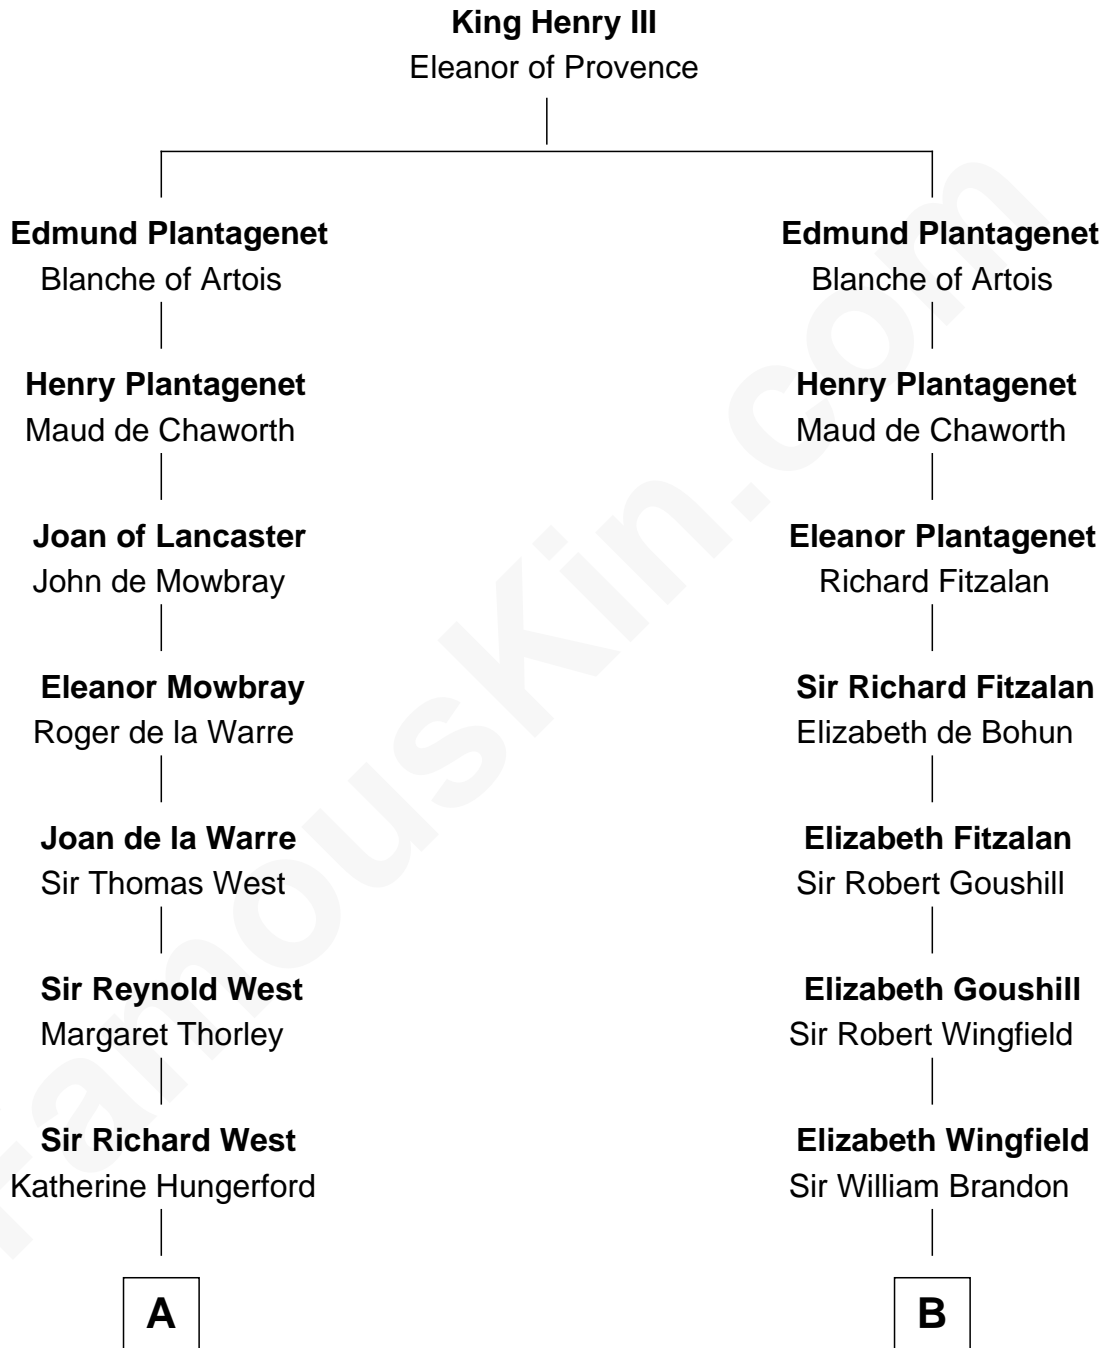 King Henry III
Eleanor of Provence
Edmund Plantagenet
Blanche of Artois
Edmund Plantagenet
Blanche of Artois
Henry Plantagenet
Maud de Chaworth
Henry Plantagenet
Maud de Chaworth
Joan of Lancaster
John de Mowbray
Eleanor Plantagenet
Richard Fitzalan
Eleanor Mowbray
Roger de la Warre
Sir Richard Fitzalan
Elizabeth de Bohun
Joan de la Warre
Sir Thomas West
Elizabeth Fitzalan
Sir Robert Goushill
Sir Reynold West
Margaret Thorley
Elizabeth Goushill
Sir Robert Wingfield
Sir Richard West
Katherine Hungerford
Elizabeth Wingfield
Sir William Brandon
A
B
FamousKin.com